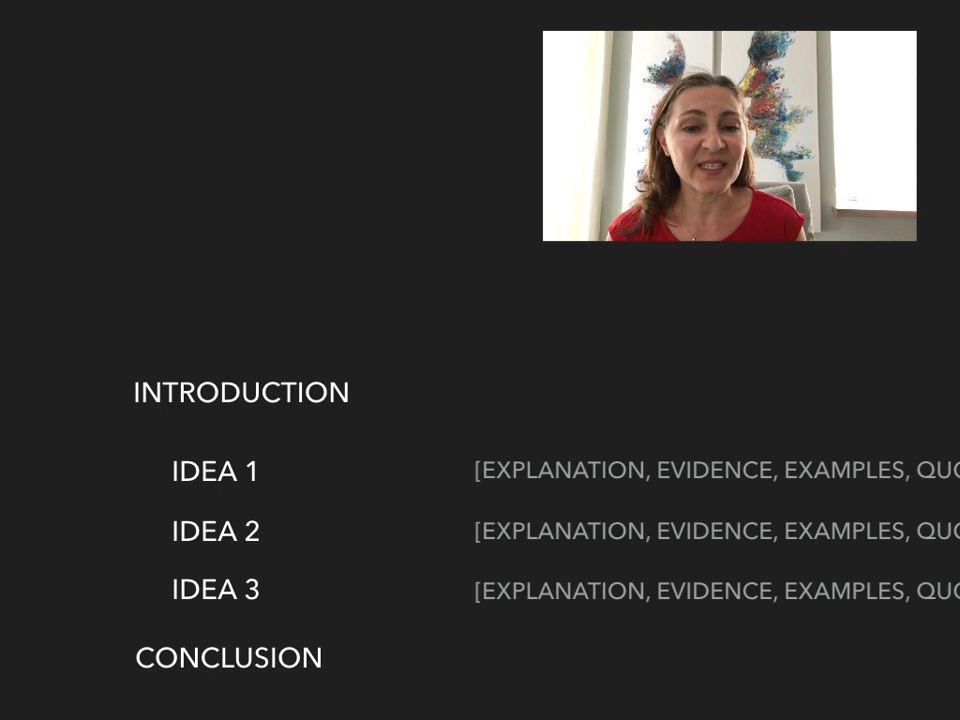 INTRODUCTION
IDEA 1 [EXPLANATION, EVIDENCE, EXAMPLES,
IDEA 2 [EXPLANATION, EVIDENCE, EXAMPLES,
IDEA 3 [EXPLANATION, EVIDENCE, EXAMPLES,
CONCLUSION